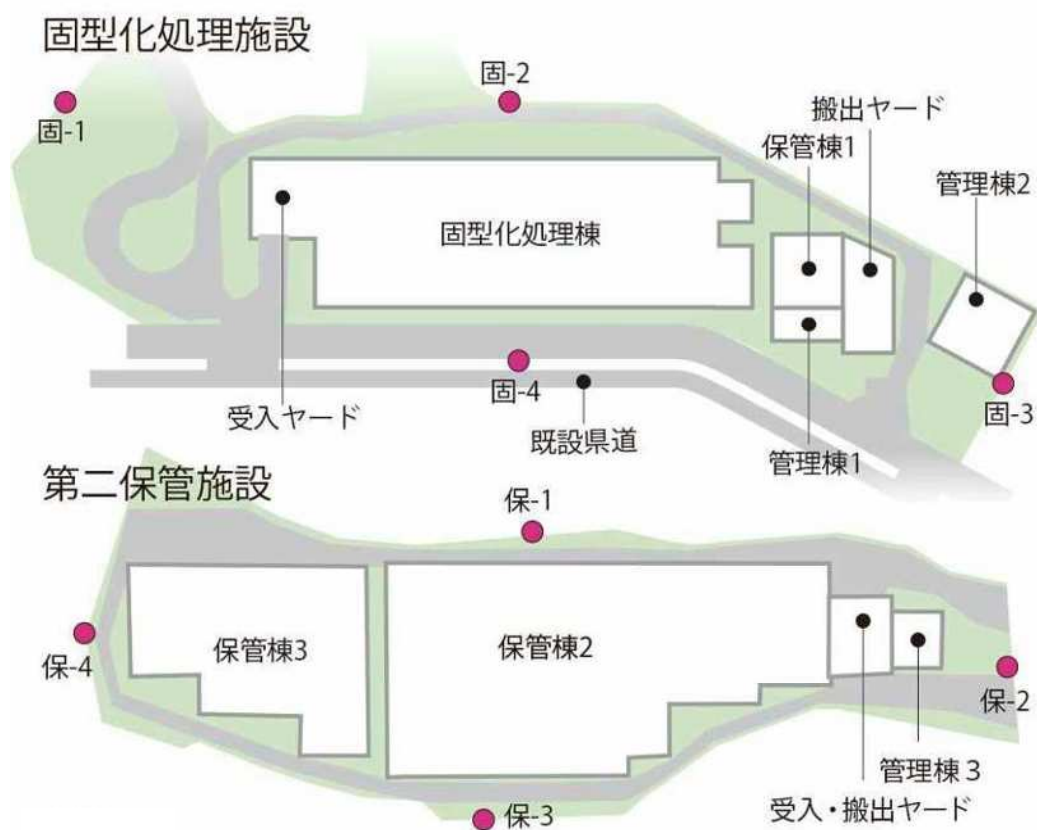 固型化処理施設
固-1
固-2
搬出ヤード
保管棟1
管理棟2
固型化処理棟
固-4
固-3
受入ヤード
既設県道
管理棟1
第二保管施設
保-1
保管棟3
保管棟2
保-4
保-2
管理棟3
受入・搬出ヤード
保-3